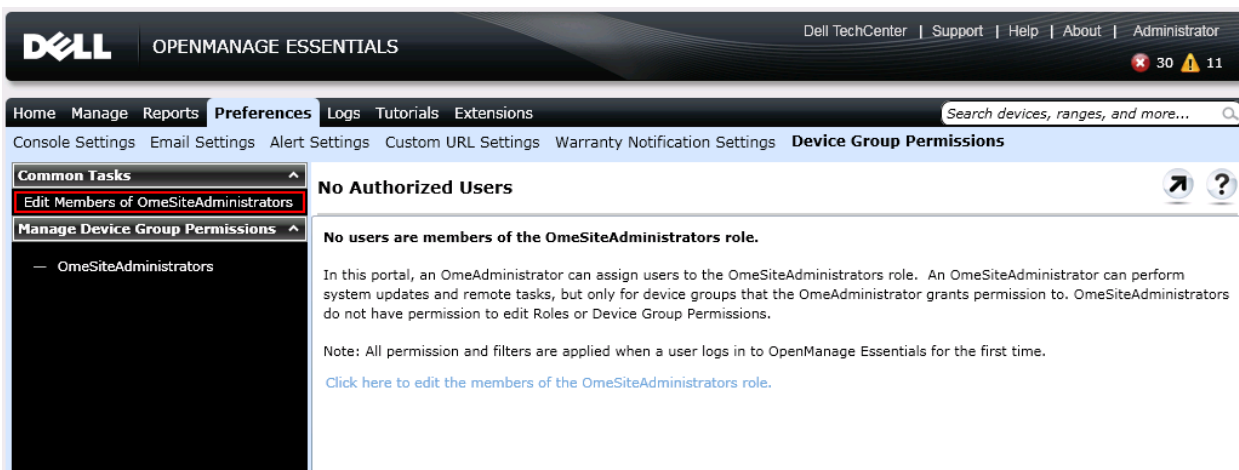 DELL OPENMANAGE ESSENTIALS
Dell TechCenter | Support | Help | About | Administrator
30 11
Home Manage Reports Preferences Logs Tutorials Extensions
Search devices, ranges, and more...
Console Settings Email Settings Alert Settings Custom URL Settings Warranty Notification Settings Device Group Permissions
Common Tasks
Edit Members of OmeSiteAdministrators
Manage Device Group Permissions
— OmeSiteAdministrators
No Authorized Users
No users are members of the OmeSiteAdministrators role.
In this portal, an OmeAdministrator can assign users to the OmeSiteAdministrators role. An OmeSiteAdministrator can perform
system updates and remote tasks, but only for device groups that the OmeAdministrator grants permission to. OmeSiteAdministrators
do not have permission to edit Roles or Device Group Permissions.
Note: All permission and filters are applied when a user logs in to OpenManage Essentials for the first time.
Click here to edit the members of the OmeSiteAdministrators role.